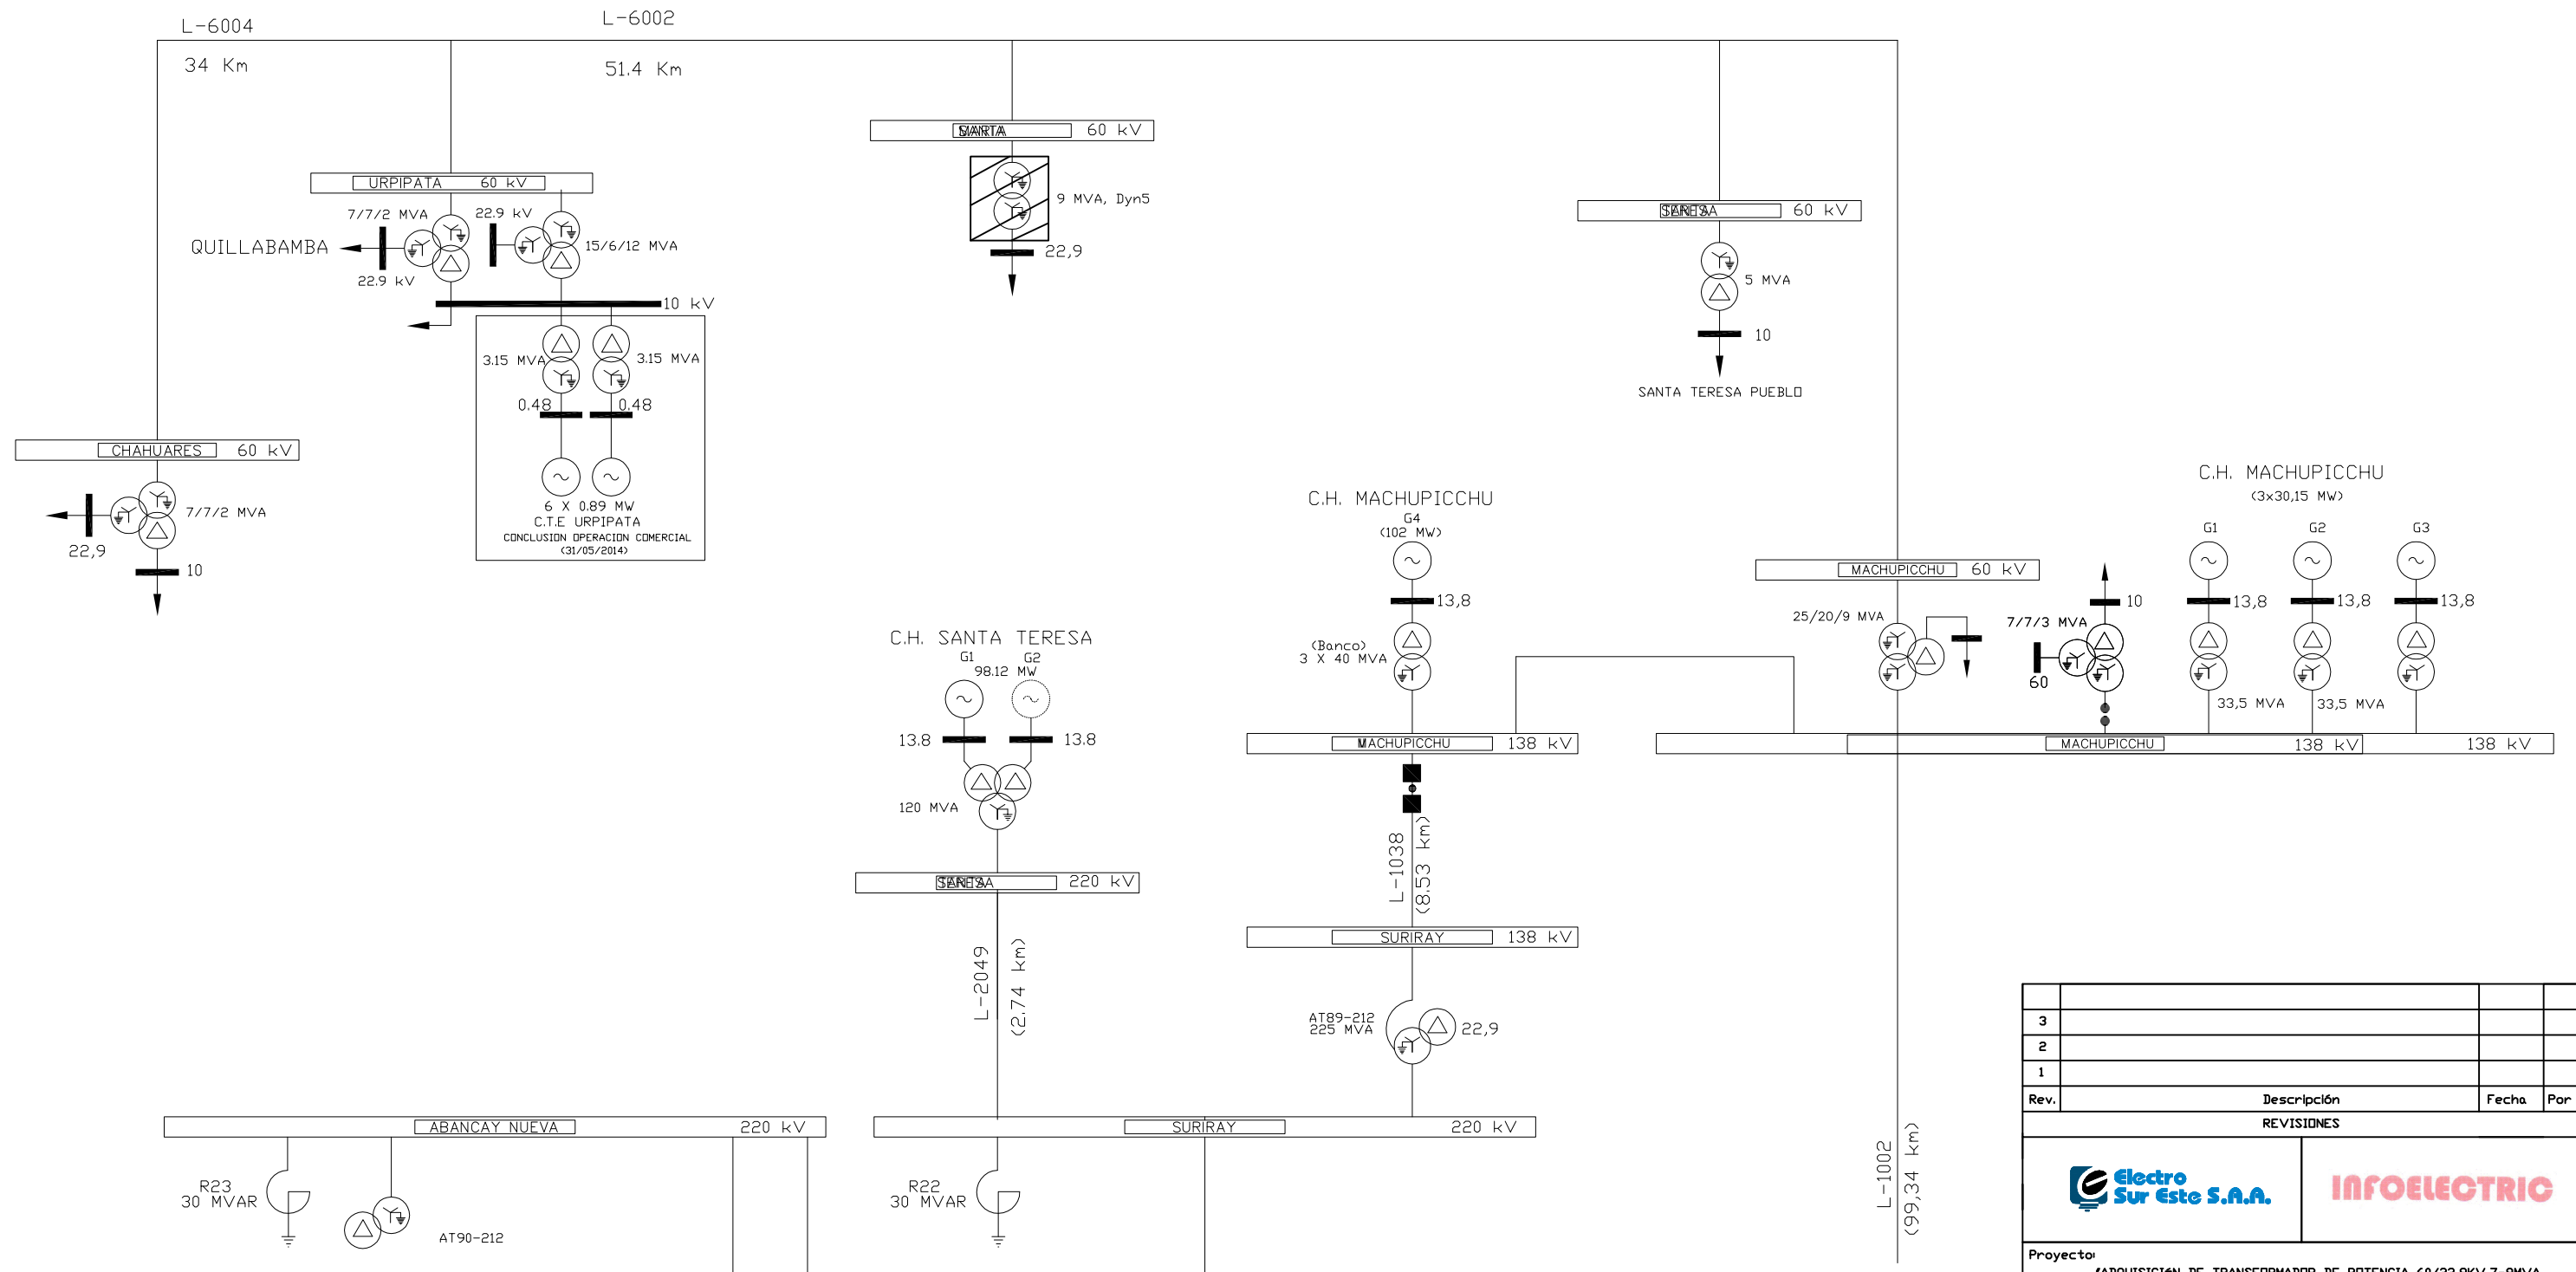 L-6004
34 Km
L-6002
51.4 Km
60 kV
9 MVA, Dyn5
22,9
URPIPATA 60 kV
7/7/2 MVA
22.9 kV
15/6/12 MVA
QUILLABAMBA
22.9 kV
10 kV
3.15 MVA
3.15 MVA
0.48
0.48
6 X 0.89 MW
C.T.E URPIPATA
CONCLUSION OPERACION COMERCIAL
(31/05/2014)
60 kV
5 MVA
10
SANTA TERESA PUEBLO
CHAHUARES 60 kV
7/7/2 MVA
22,9
10
C.H. MACHUPICCHU
G4
(102 MW)
13,8
(Banco)
3 X 40 MVA
MACHUPICCHU 138 kV
L-1038
(8.53 km)
SURIRAY 138 kV
AT89-212
225 MVA
22,9
C.H. SANTA TERESA
G1 G2
98.12 MW
13.8 13.8
120 MVA
220 kV
L-2049
(2.74 km)
MACHUPICCHU 60 kV
25/20/9 MVA
7/7/3 MVA
10
60
C.H. MACHUPICCHU
(3x30,15 MW)
G1 G2 G3
13,8 13,8 13,8
33,5 MVA 33,5 MVA
MACHUPICCHU 138 kV 138 kV
L-1002
(99,34 km)
ABANCAY NUEVA 220 kV
R23
30 MVAR
AT90-212
SURIRAY 220 kV
R22
30 MVAR
3
2
1
Rev. Descripción Fecha Por
REVISIONES
Electro
Sur Este S.A.A.
INFOELECTRIC
Proyecto: